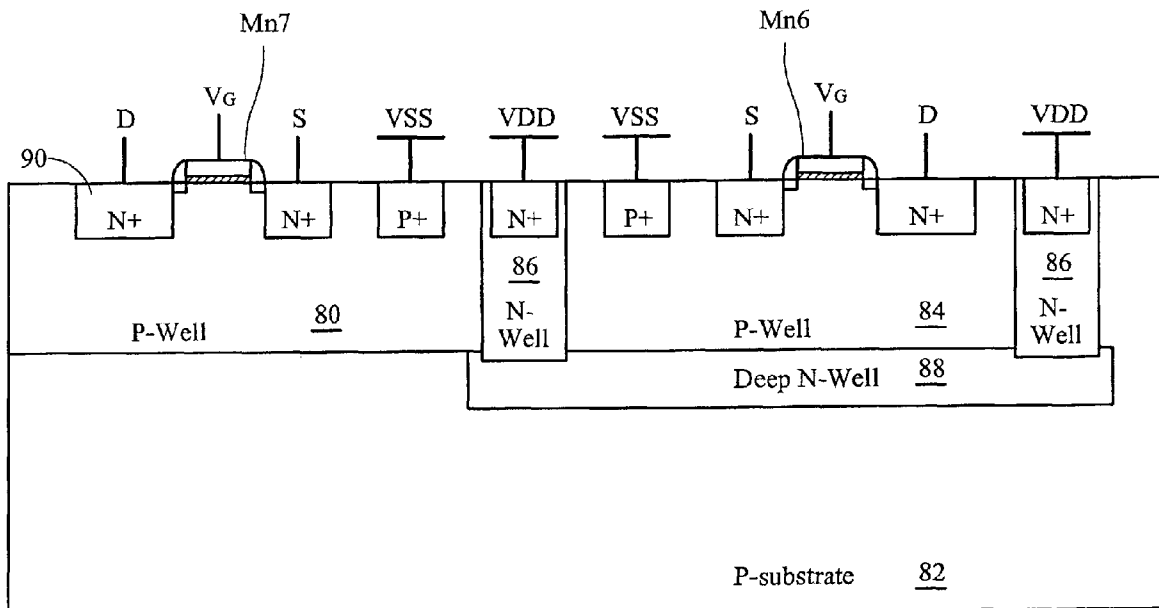 Mn7
Mn6
VG
VG
D
S
VSS
VDD
VSS
S
D
VDD
90
N+
N+
P+
N+
P+
N+
N+
N+
86
86
N-
Well
N-
Well
P-Well 80
P-Well 84
Deep N-Well 88
P-substrate 82